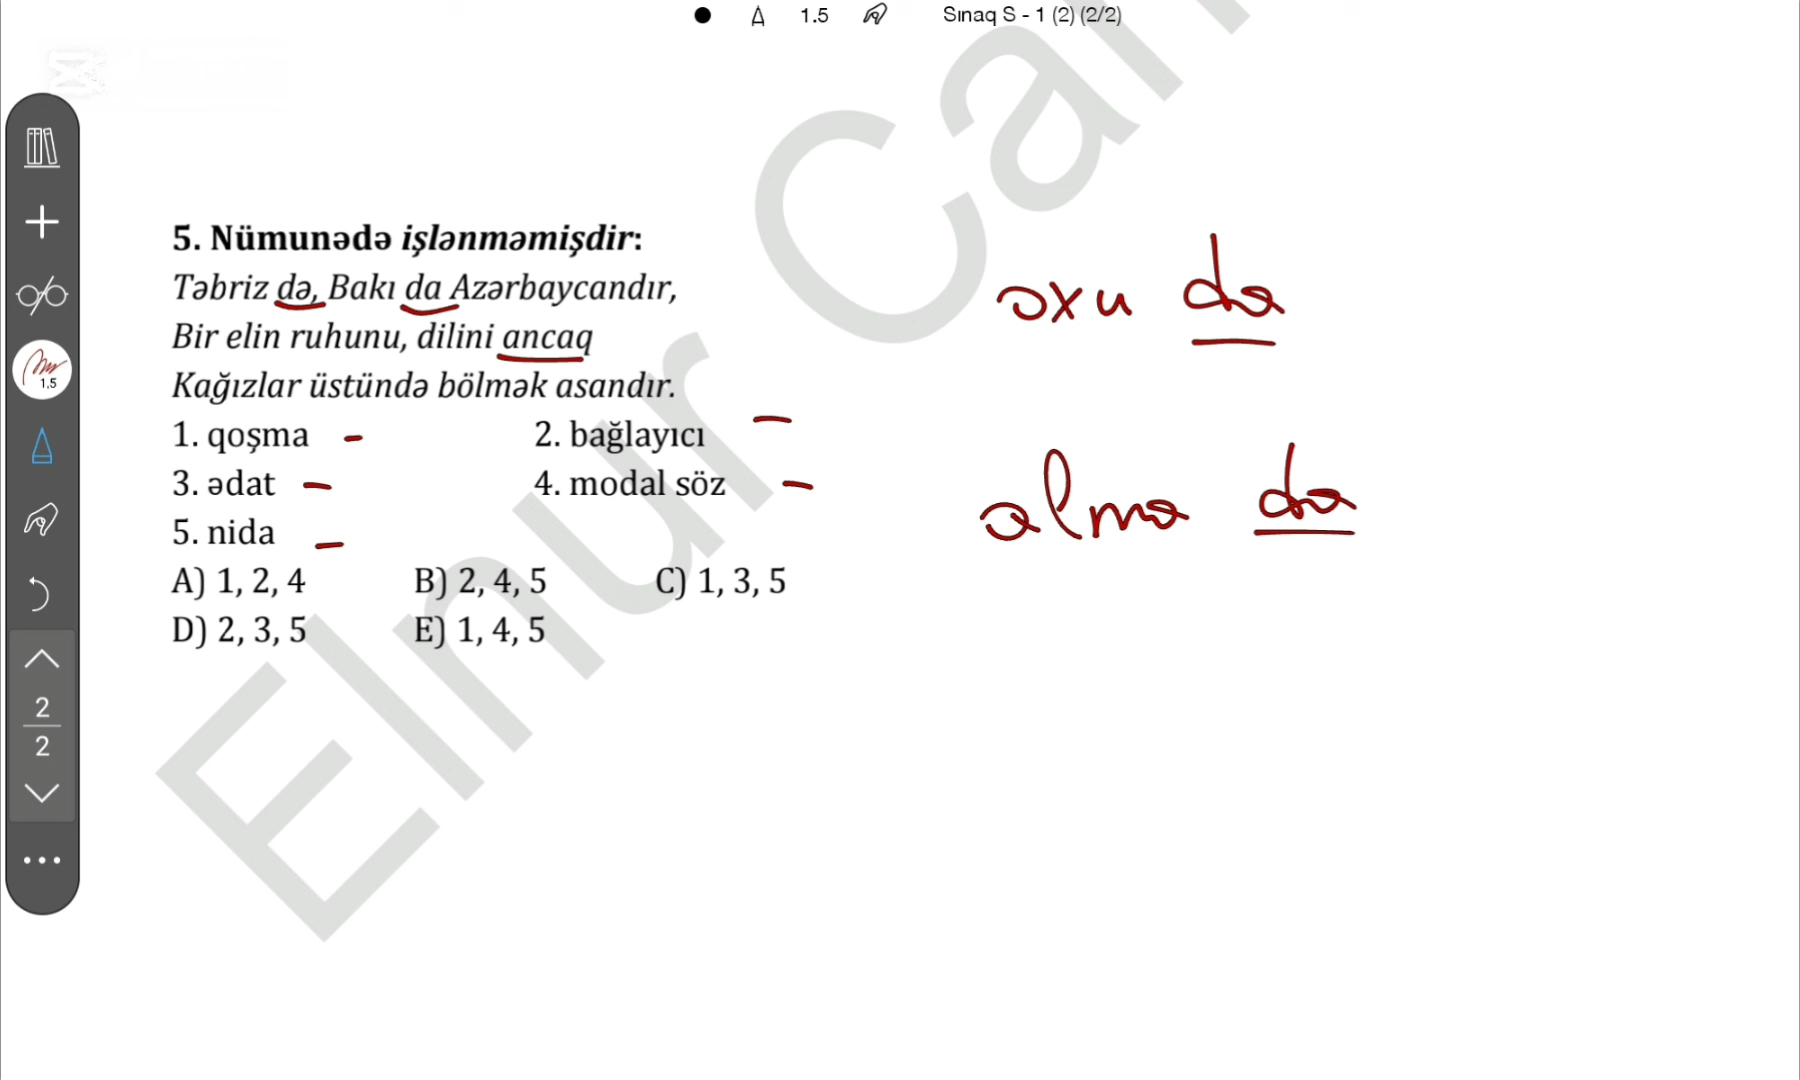 1.5 Sınaq S - 1 (2) (2/2)
5. Nümunədə işlənməmişdir:
Təbriz də, Bakı da Azərbaycandır,
Bir elin ruhunu, dilini ancaq
Kağızlar üstündə bölmək asandır.
1. qoşma - 2. bağlayıcı -
3. ədat - 4. modal söz -
5. nida -
A) 1, 2, 4 B) 2, 4, 5 C) 1, 3, 5
D) 2, 3, 5 E) 1, 4, 5
oxu da
alma da
1,5
2
2
Elnur Can